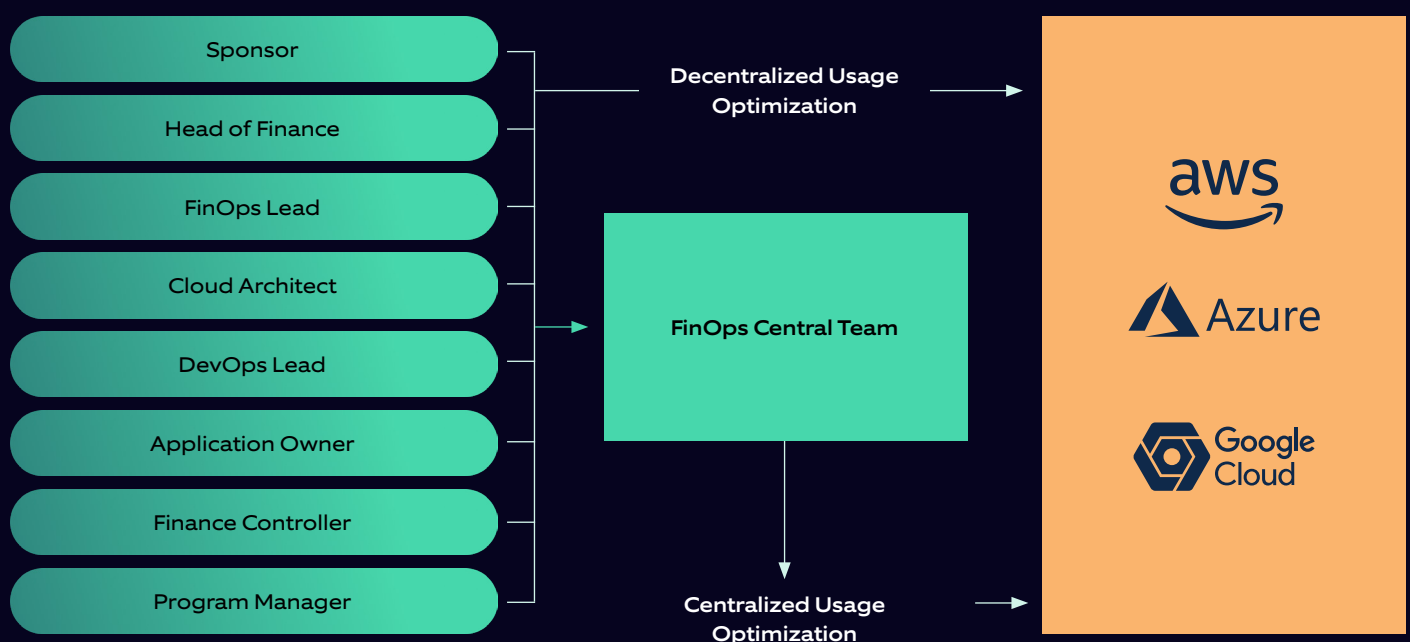 Sponsor
Head of Finance
FinOps Lead
Cloud Architect
DevOps Lead
Application Owner
Finance Controller
Program Manager
Decentralized Usage
Optimization
FinOps Central Team
Centralized Usage
Optimization
aws
Azure
Google
Cloud